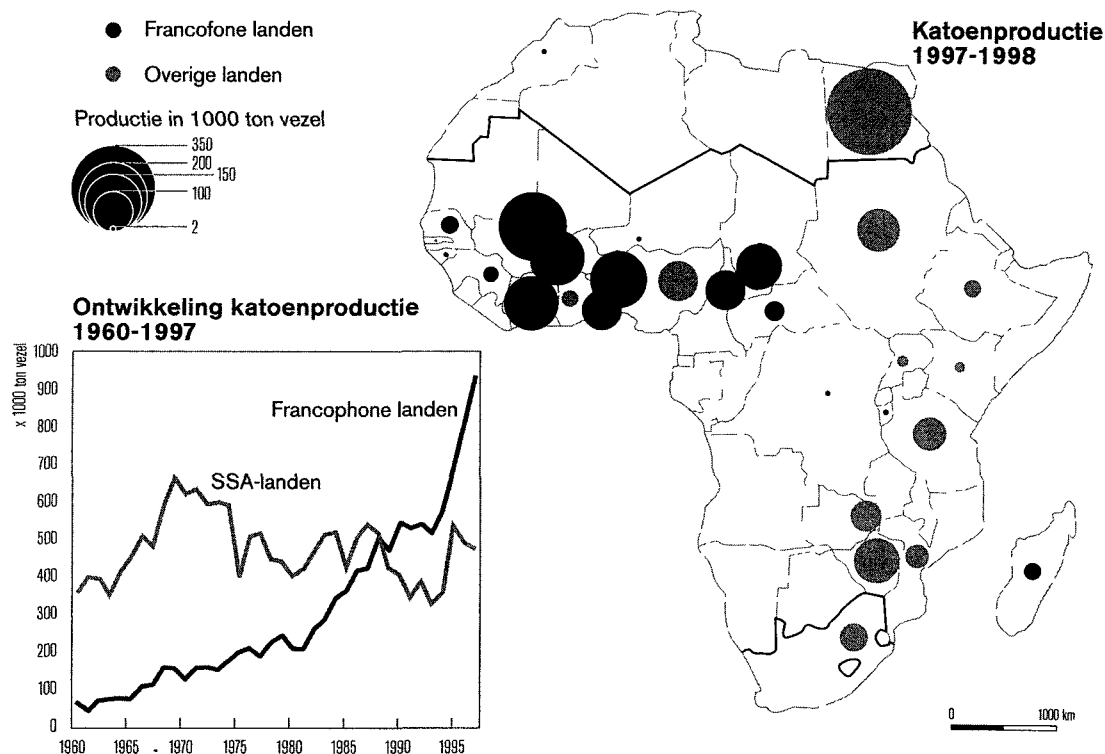 Francofone landen
Overige landen
Productie in 1000 ton vezel
350
200
150
100
2
Katoenproductie
1997-1998
Ontwikkeling katoenproductie
1960-1997
x 1000 ton vezel
1000
900
800
700
600
500
400
300
200
100
0
Francophone landen
SSA-landen
1960 1965 1970 1975 1980 1985 1990 1995
0 1000 km